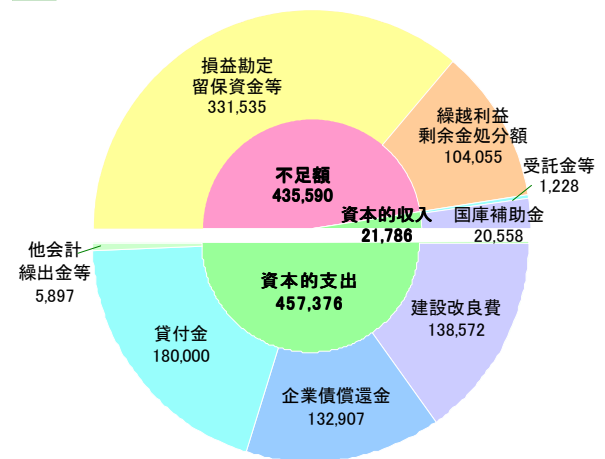 損益勘定
留保資金等
331,535
繰越利益
剰余金処分額
104,055
受託金等
1,228
不足額
435,590
資本的収入
21,786
国庫補助金
20,558
他会計
繰出金等
5,897
資本的支出
457,376
建設改良費
138,572
貸付金
180,000
企業債償還金
132,907